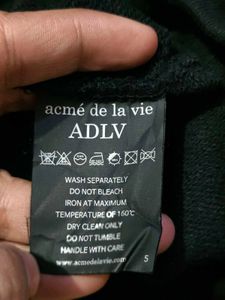 acmé de la vie
ADLV
WASH SEPARATELY
DO NOT BLEACH
IRON AT MAXIMUM
TEMPERATURE OF 160°C
DRY CLEAN ONLY
DO NOT TUMBLE
HANDLE WITH CARE
www.acmedelavie.com 5